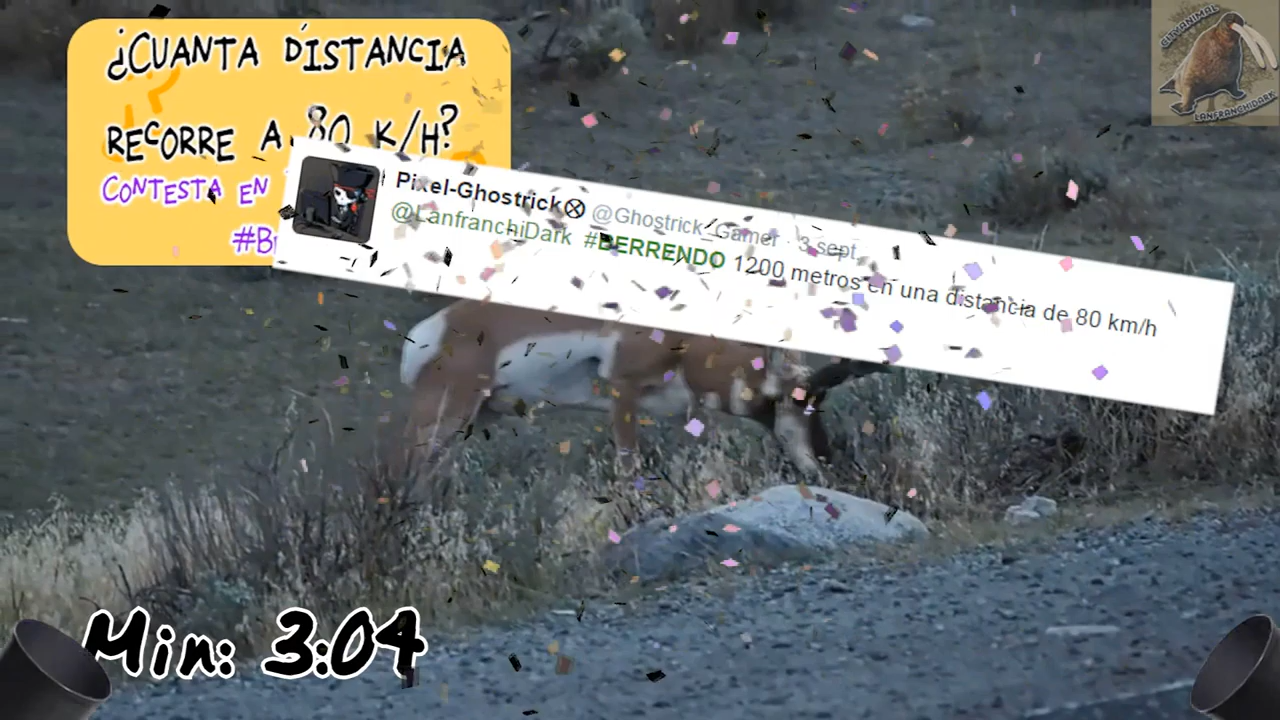 ¿CUANTA DISTANCIA
RECORRE A 80 K/H?
CONTESTA EN
Pixel-Ghostrick⊗ @Ghostrick_Gamer · 3 sept.
@LanfranchiDark #BERRENDO 1200 metros en una distancia de 80 km/h
CITYANIMAL
LANFRANCHIDARK
Min: 3:04